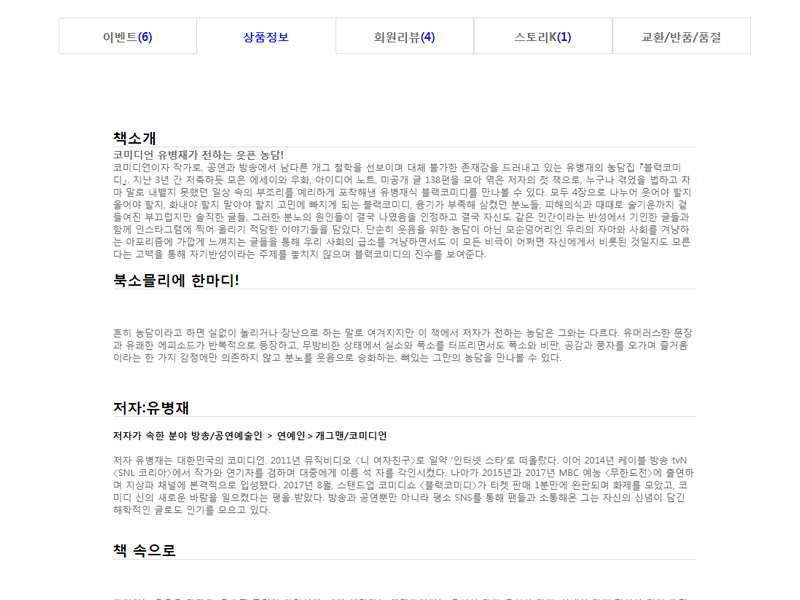 이벤트(6)
상품정보
회원리뷰(4)
스토리K(1)
교환/반품/품절
책소개
코미디언 유병재가 전하는 웃픈 농담!
코미디언이자 작가로, 공연과 방송에서 남다른 개그 철학을 선보이며 대체 불가한 존재감을 드러내고 있는 유병재의 농담집 『블랙코미
디』. 지난 3년 간 저축하듯 모은 에세이와 우화, 아이디어 노트, 미공개 글 138편을 모아 엮은 저자의 첫 책으로, 누구나 겪었을 법하고 차
마 말로 내뱉지 못했던 일상 속의 부조리를 예리하게 포착해낸 유병재식 블랙코미디를 만나볼 수 있다. 모두 4장으로 나누어 웃어야 할지
울어야 할지, 화내야 할지 말아야 할지 고민에 빠지게 되는 블랙코미디, 용기가 부족해 삼켰던 분노들, 피해의식과 때때로 술기운까지 곁
들여진 부끄럽지만 솔직한 글들, 그러한 분노의 원인들이 결국 나였음을 인정하고 결국 자신도 같은 인간이라는 반성에서 기인한 글들과
함께 인스타그램에 찍어 올리기 적당한 이야기들을 담았다. 단순히 웃음을 위한 농담이 아닌 모순덩어리인 우리의 자아와 사회를 겨냥하
는 아포리즘에 가깝게 느껴지는 글들을 통해 우리 사회의 급소를 겨냥하면서도 이 모든 비극이 어쩌면 자신에게서 비롯된 것일지도 모른
다는 고백을 통해 자기반성이라는 주제를 놓치지 않으며 블랙코미디의 진수를 보여준다.
북소믈리에 한마디!
흔히 농담이라고 하면 실없이 놀리거나 장난으로 하는 말로 여겨지지만 이 책에서 저자가 전하는 농담은 그와는 다르다. 유머러스한 문장
과 유쾌한 에피소드가 반복적으로 등장하고, 무방비한 상태에서 실소와 폭소를 터뜨리면서도 폭소와 비판, 공감과 풍자를 오가며 즐거움
이라는 한 가지 감정에만 의존하지 않고 분노를 웃음으로 승화하는, 뼈있는 그만의 농담을 만나볼 수 있다.
저자:유병재
저자가 속한 분야 방송/공연예술인 > 연예인 > 개그맨/코미디언
저자 유병재는 대한민국의 코미디언. 2011년 뮤직비디오 〈니 여자친구〉로 일약 '인터넷 스타'로 떠올랐다. 이어 2014년 케이블 방송 tvN
〈SNL 코리아〉에서 작가와 연기자를 겸하며 대중에게 이름 석 자를 각인시켰다. 나아가 2015년과 2017년 MBC 예능 〈무한도전〉에 출연하
며 지상파 채널에 본격적으로 입성했다. 2017년 8월, 스탠드업 코미디쇼 〈블랙코미디〉가 티켓 판매 1분만에 완판되며 화제를 모았고, 코
미디 신의 새로운 바람을 일으켰다는 평을 받았다. 방송과 공연뿐만 아니라 평소 SNS를 통해 팬들과 소통해온 그는 자신의 신념이 담긴
해학적인 글로도 인기를 모으고 있다.
책 속으로